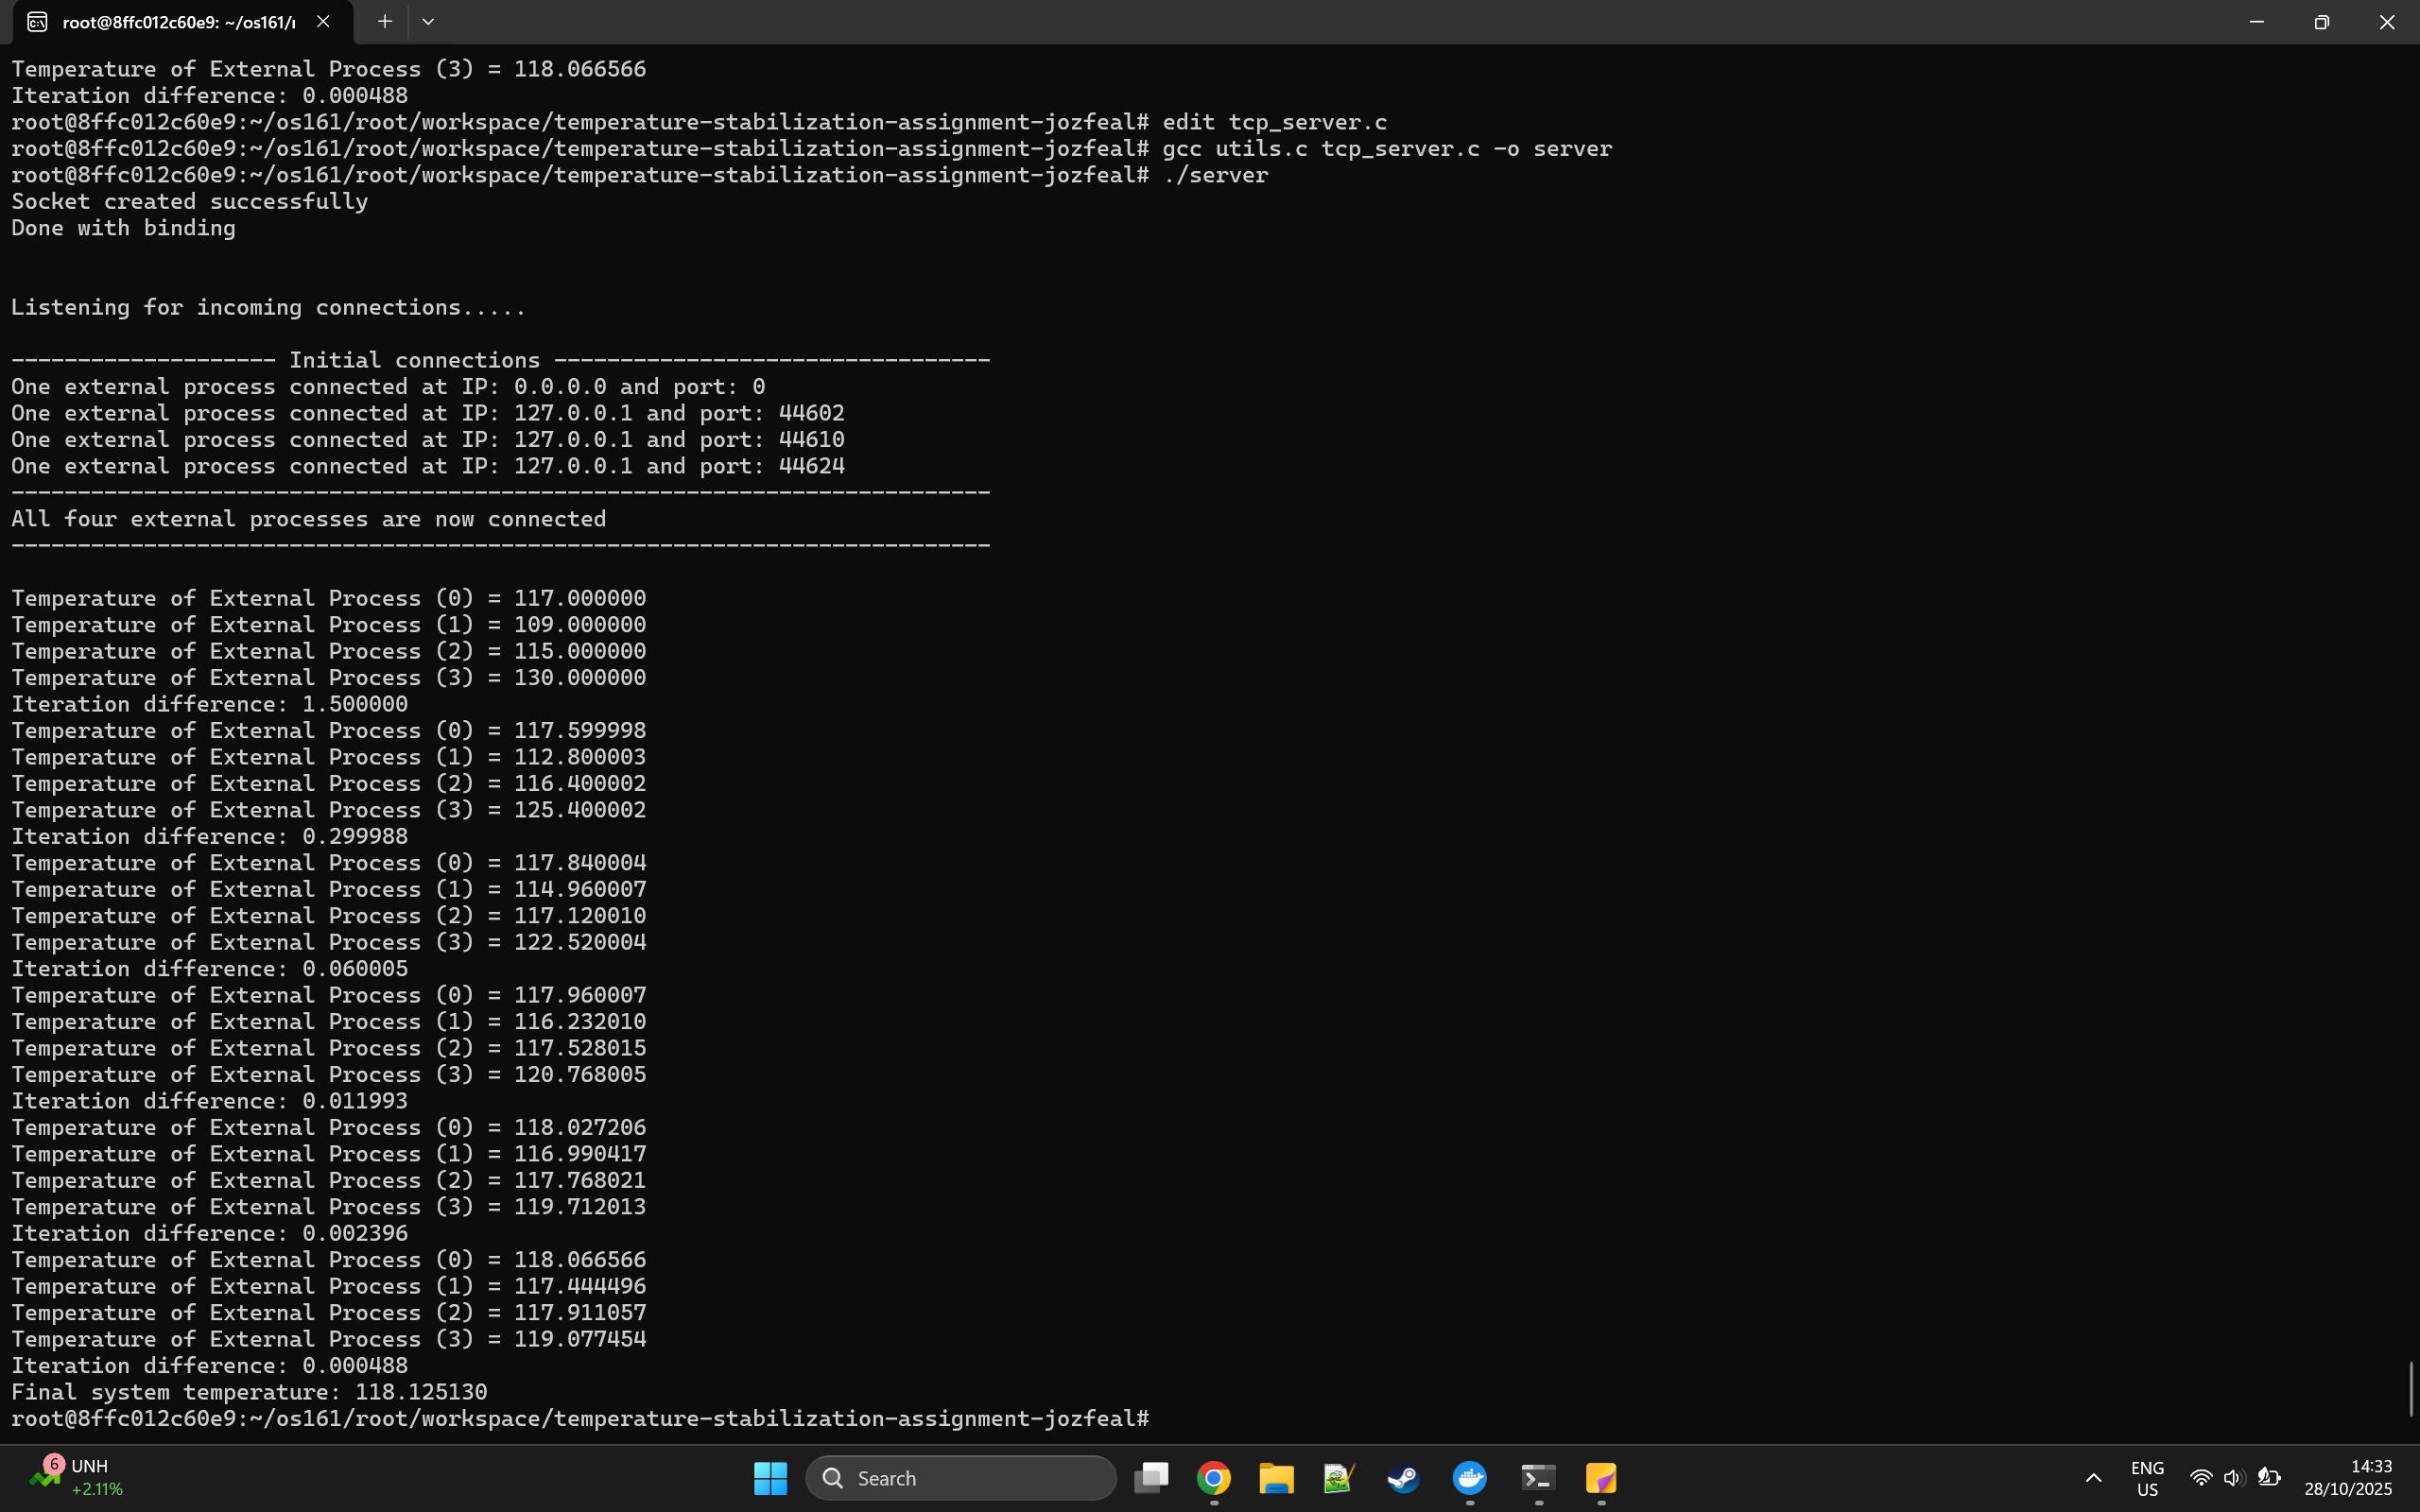 root@8ffc012c60e9: ~/os161/r
Temperature of External Process (3) = 118.066566
Iteration difference: 0.000488
root@8ffc012c60e9:~/os161/root/workspace/temperature-stabilization-assignment-jozfeal# edit tcp_server.c
root@8ffc012c60e9:~/os161/root/workspace/temperature-stabilization-assignment-jozfeal# gcc utils.c tcp_server.c -o server
root@8ffc012c60e9:~/os161/root/workspace/temperature-stabilization-assignment-jozfeal# ./server
Socket created successfully
Done with binding
Listening for incoming connections.....
-------------------- Initial connections ---------------------------------
One external process connected at IP: 0.0.0.0 and port: 0
One external process connected at IP: 127.0.0.1 and port: 44602
One external process connected at IP: 127.0.0.1 and port: 44610
One external process connected at IP: 127.0.0.1 and port: 44624
--------------------------------------------------------------------------
All four external processes are now connected
--------------------------------------------------------------------------
Temperature of External Process (0) = 117.000000
Temperature of External Process (1) = 109.000000
Temperature of External Process (2) = 115.000000
Temperature of External Process (3) = 130.000000
Iteration difference: 1.500000
Temperature of External Process (0) = 117.599998
Temperature of External Process (1) = 112.800003
Temperature of External Process (2) = 116.400002
Temperature of External Process (3) = 125.400002
Iteration difference: 0.299988
Temperature of External Process (0) = 117.840004
Temperature of External Process (1) = 114.960007
Temperature of External Process (2) = 117.120010
Temperature of External Process (3) = 122.520004
Iteration difference: 0.060005
Temperature of External Process (0) = 117.960007
Temperature of External Process (1) = 116.232010
Temperature of External Process (2) = 117.528015
Temperature of External Process (3) = 120.768005
Iteration difference: 0.011993
Temperature of External Process (0) = 118.027206
Temperature of External Process (1) = 116.990417
Temperature of External Process (2) = 117.768021
Temperature of External Process (3) = 119.712013
Iteration difference: 0.002396
Temperature of External Process (0) = 118.066566
Temperature of External Process (1) = 117.444496
Temperature of External Process (2) = 117.911057
Temperature of External Process (3) = 119.077454
Iteration difference: 0.000488
Final system temperature: 118.125130
root@8ffc012c60e9:~/os161/root/workspace/temperature-stabilization-assignment-jozfeal#
6
UNH
+2.11%
Search
ENG
US
14:33
28/10/2025